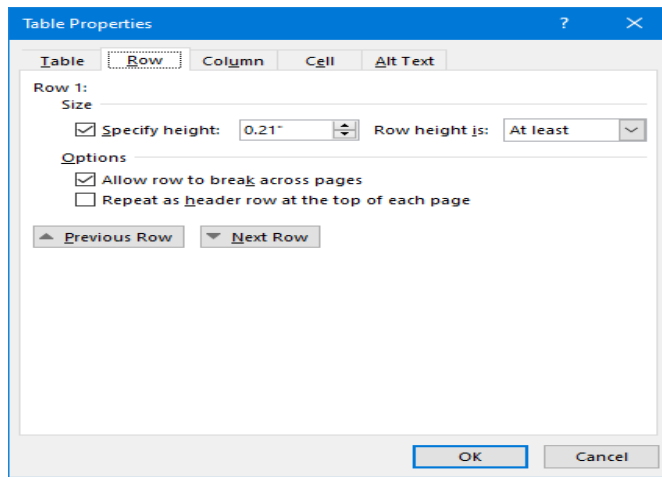 Table Properties ?
Table Row Column Cell Alt Text
Row 1:
Size
Specify height: 0.21" Row height is: At least
Options
Allow row to break across pages
Repeat as header row at the top of each page
Previous Row Next Row
OK Cancel